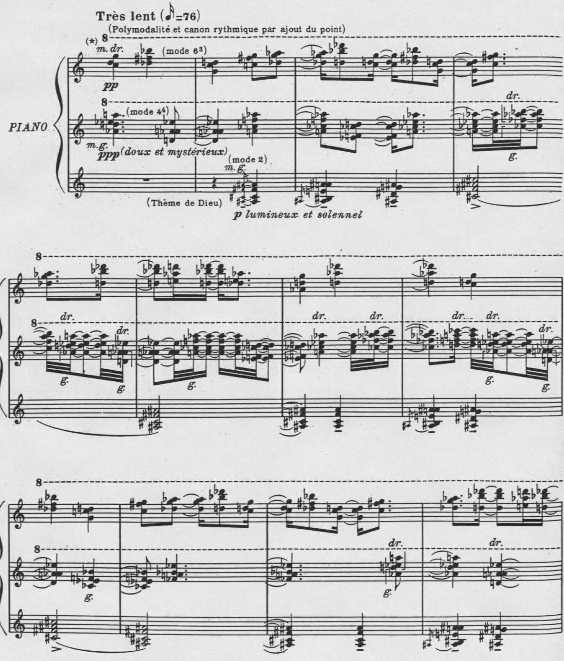 Très lent (♪=76)
(Polymodalité et canon rythmique par ajout du point)
8
(*) m. dr. (mode 6³)
pp
8
(mode 4⁴) dr.
PIANO
m.g. g.
ppp (doux et mystérieux) (mode 2)
m.g.
(Thème de Dieu)
p lumineux et solennel
8
8 dr. dr. dr. dr. dr. dr. dr.
g. g. g. g. g.
8
8 dr. dr.
g. g.